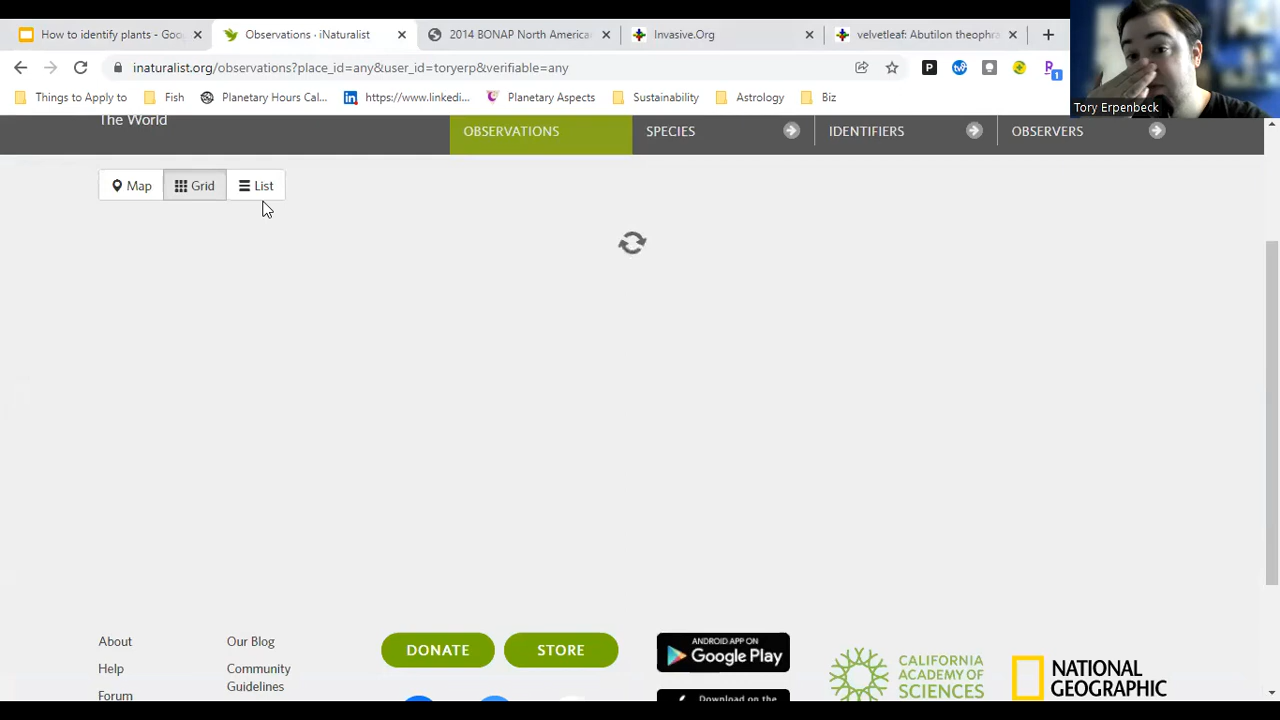 How to identify plants - Goo
Observations · iNaturalist
2014 BONAP North America
Invasive.Org
velvetleaf: Abutilon theophra
inaturalist.org/observations?place_id=any&user_id=toryerp&verifiable=any
Things to Apply to
Fish
Planetary Hours Cal...
https://www.linkedi...
Planetary Aspects
Sustainability
Astrology
Biz
Tory Erpenbeck
The World
OBSERVATIONS
SPECIES
IDENTIFIERS
OBSERVERS
Map
Grid
List
About
Our Blog
DONATE
STORE
ANDROID APP ON
Google Play
CALIFORNIA
ACADEMY OF
SCIENCES
NATIONAL
GEOGRAPHIC
Help
Community
Guidelines
Forum
Download on the